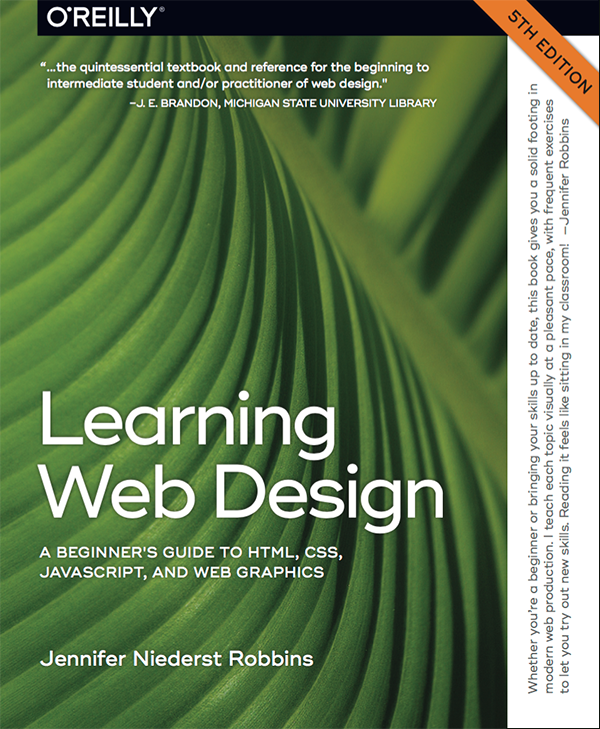 O'REILLY®
5TH EDITION
“...the quintessential textbook and reference for the beginning to
intermediate student and/or practitioner of web design."
–J. E. BRANDON, MICHIGAN STATE UNIVERSITY LIBRARY
Learning
Web Design
A BEGINNER'S GUIDE TO HTML, CSS,
JAVASCRIPT, AND WEB GRAPHICS
Jennifer Niederst Robbins
Whether you're a beginner or bringing your skills up to date, this book gives you a solid footing in
modern web production. I teach each topic visually at a pleasant pace, with frequent exercises
to let you try out new skills. Reading it feels like sitting in my classroom! —Jennifer Robbins